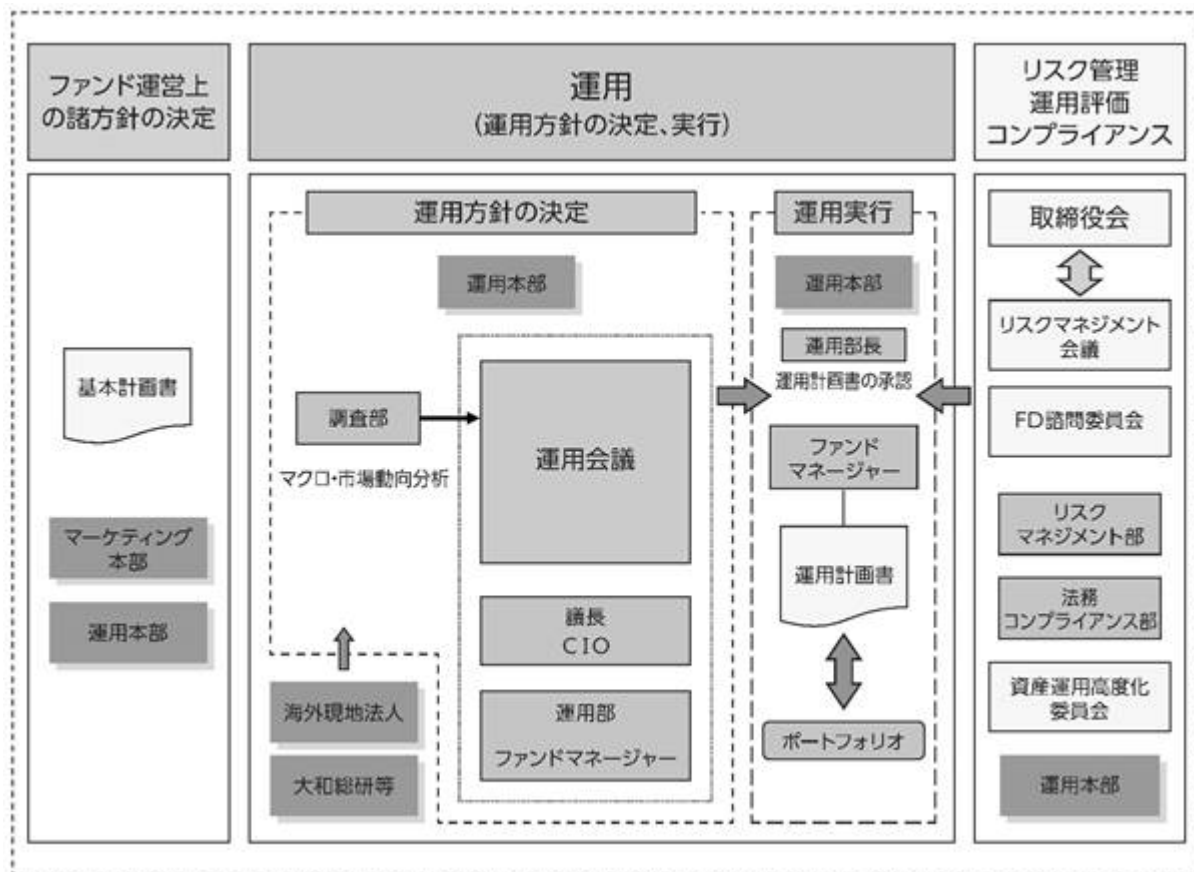 ファンド運営上
の諸方針の決定
運用
(運用方針の決定、実行)
リスク管理
運用評価
コンプライアンス
基本計画書
マーケティング
本部
運用本部
運用方針の決定
運用本部
調査部
マクロ・市場動向分析
運用会議
議長
CIO
運用部
ファンドマネージャー
海外現地法人
大和総研等
運用実行
運用本部
運用部長
運用計画書の承認
ファンド
マネージャー
運用計画書
ポートフォリオ
取締役会
リスクマネジメント
会議
FD諮問委員会
リスク
マネジメント部
法務
コンプライアンス部
資産運用高度化
委員会
運用本部